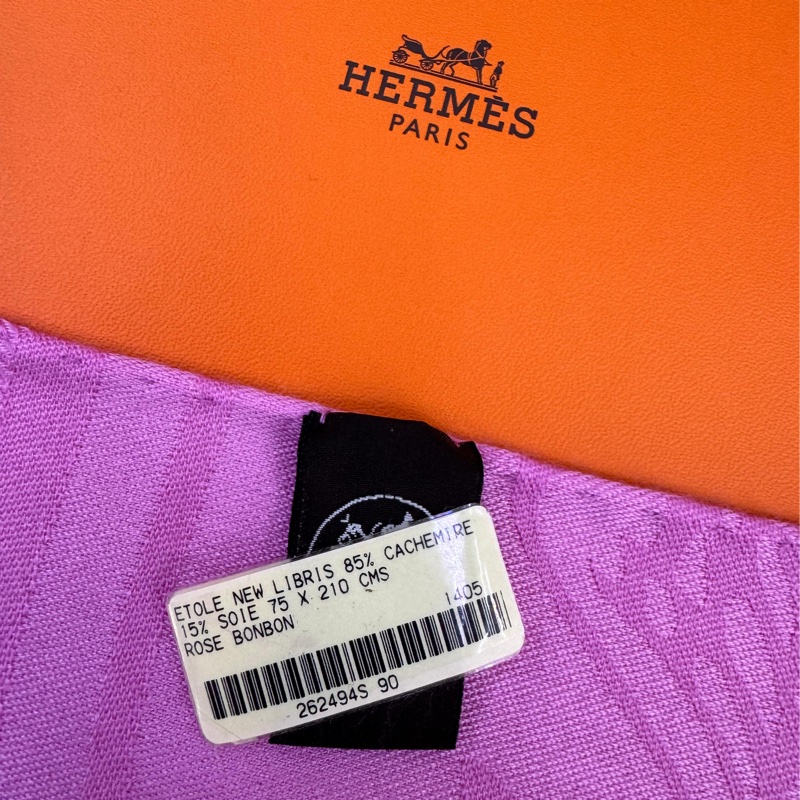 HERMÈS
PARIS
ETOLE NEW LIBRIS 85% CACHEMIRE
15% SOIE 75 X 210 CMS
ROSE BONBON 1405
262494S 90